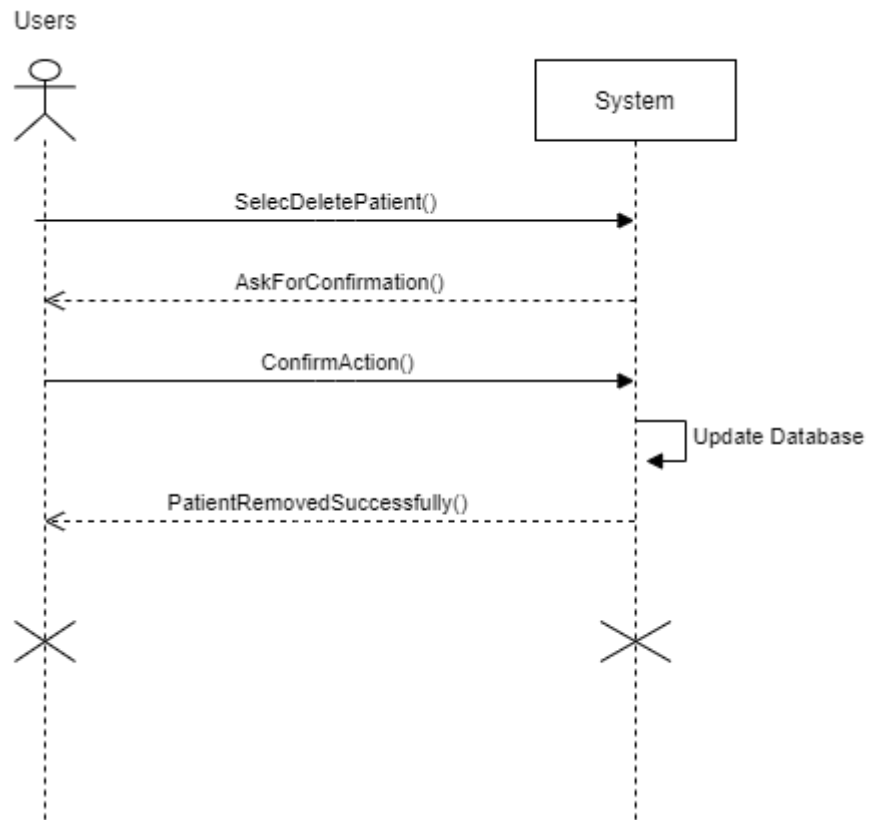 Users
System
SelecDeletePatient()
AskForConfirmation()
ConfirmAction()
Update Database
PatientRemovedSuccessfully()